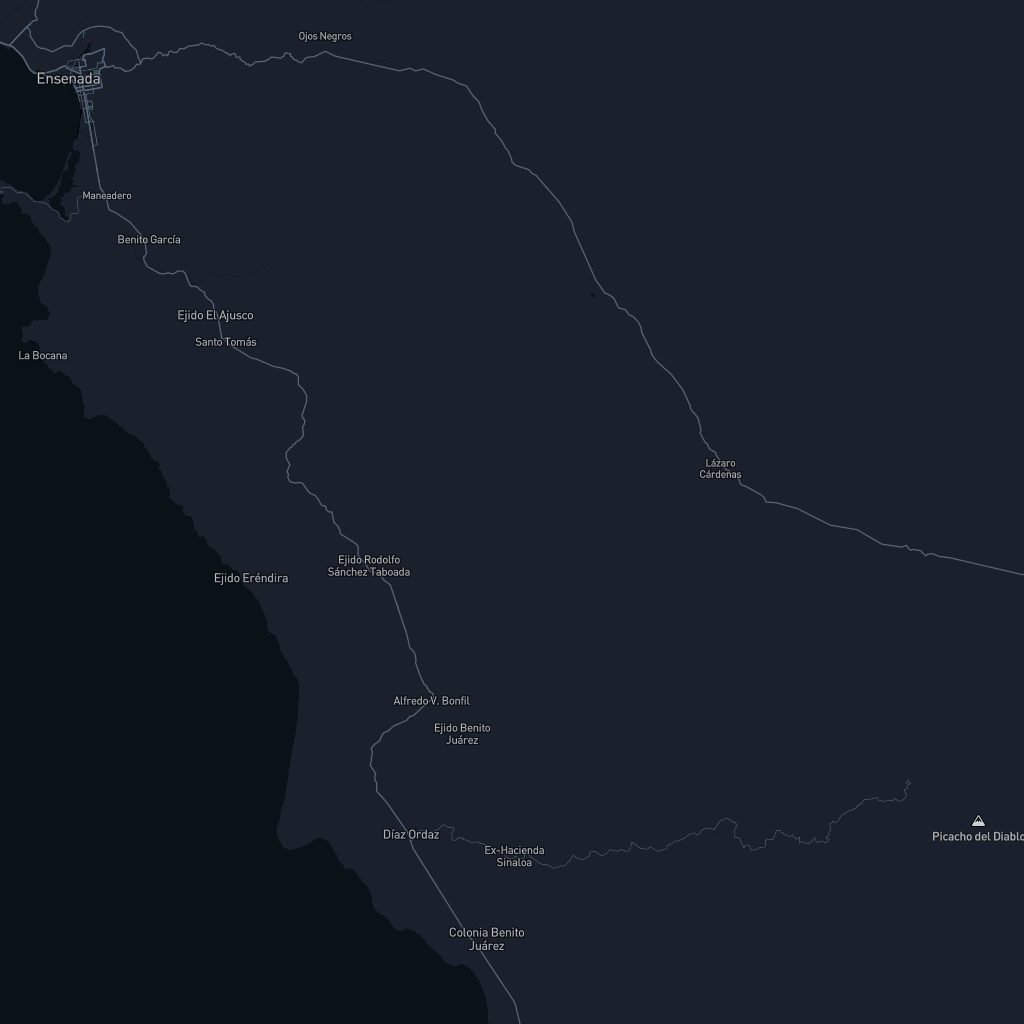 Ojos Negros
Ensenada
Maneadero
Benito García
Ejido El Ajusco
Santo Tomás
La Bocana
Lázaro
Cárdenas
Ejido Rodolfo
Sánchez Taboada
Ejido Eréndira
Alfredo V. Bonfil
Ejido Benito
Juárez
Díaz Ordaz
Picacho del Diablo
Ex-Hacienda
Sinaloa
Colonia Benito
Juárez